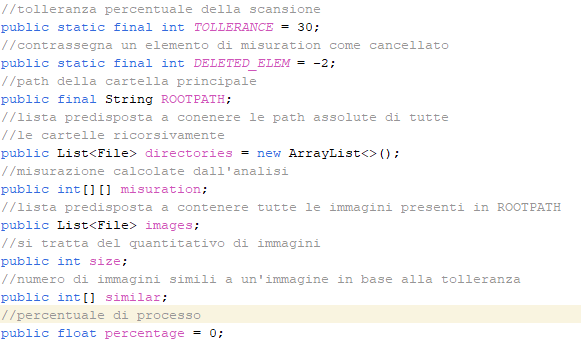 //tolleranza percentuale della scansione
public static final int TOLLERANCE = 30;
//contrassegna un elemento di misuration come cancellato
public static final int DELETED_ELEM = -2;
//path della cartella principale
public final String ROOTPATH;
//lista predisposta a conenere le path assolute di tutte
//le cartelle ricorsivamente
public List<File> directories = new ArrayList<>();
//misurazione calcolate dall'analisi
public int[][] misuration;
//lista predisposta a contenere tutte le immagini presenti in ROOTPATH
public List<File> images;
//si tratta del quantitativo di immagini
public int size;
//numero di immagini simili a un'immagine in base alla tolleranza
public int[] similar;
//percentuale di processo
public float percentage = 0;